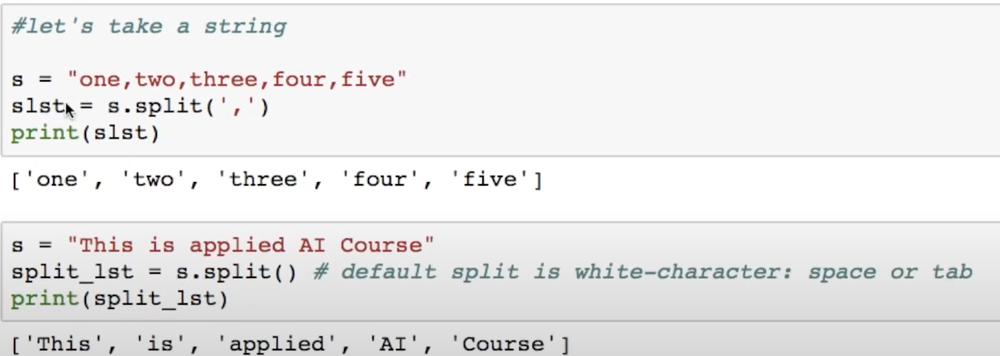 #let's take a string
s = "one,two,three,four,five"
slst = s.split(',')
print(slst)
['one', 'two', 'three', 'four', 'five']
s = "This is applied AI Course"
split_lst = s.split() # default split is white-character: space or tab
print(split_lst)
['This', 'is', 'applied', 'AI', 'Course']